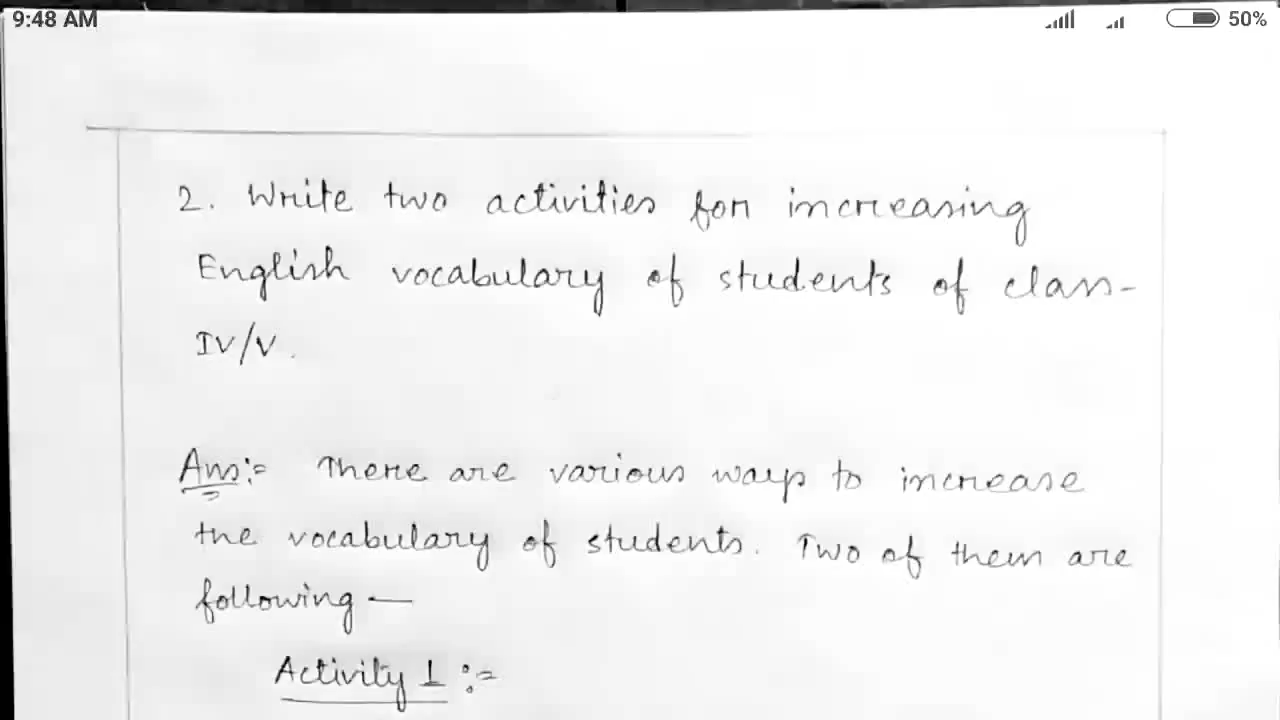 9:48 AM 50%
2. Write two activities for increasing
English vocabulary of students of class-
IV/V.
Ans:- There are various ways to increase
the vocabulary of students. Two of them are
following —
Activity 1 :-